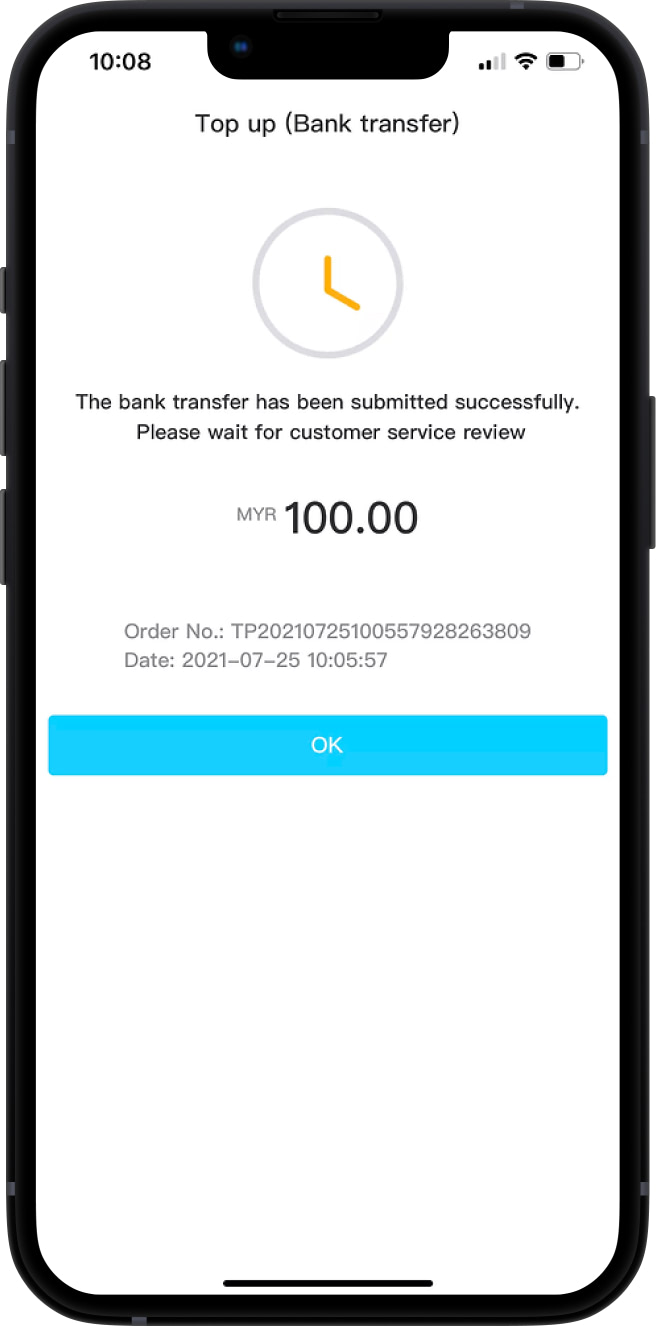 10:08
Top up (Bank transfer)
The bank transfer has been submitted successfully.
Please wait for customer service review
MYR 100.00
Order No.: TP20210725100557928263809
Date: 2021-07-25 10:05:57
OK